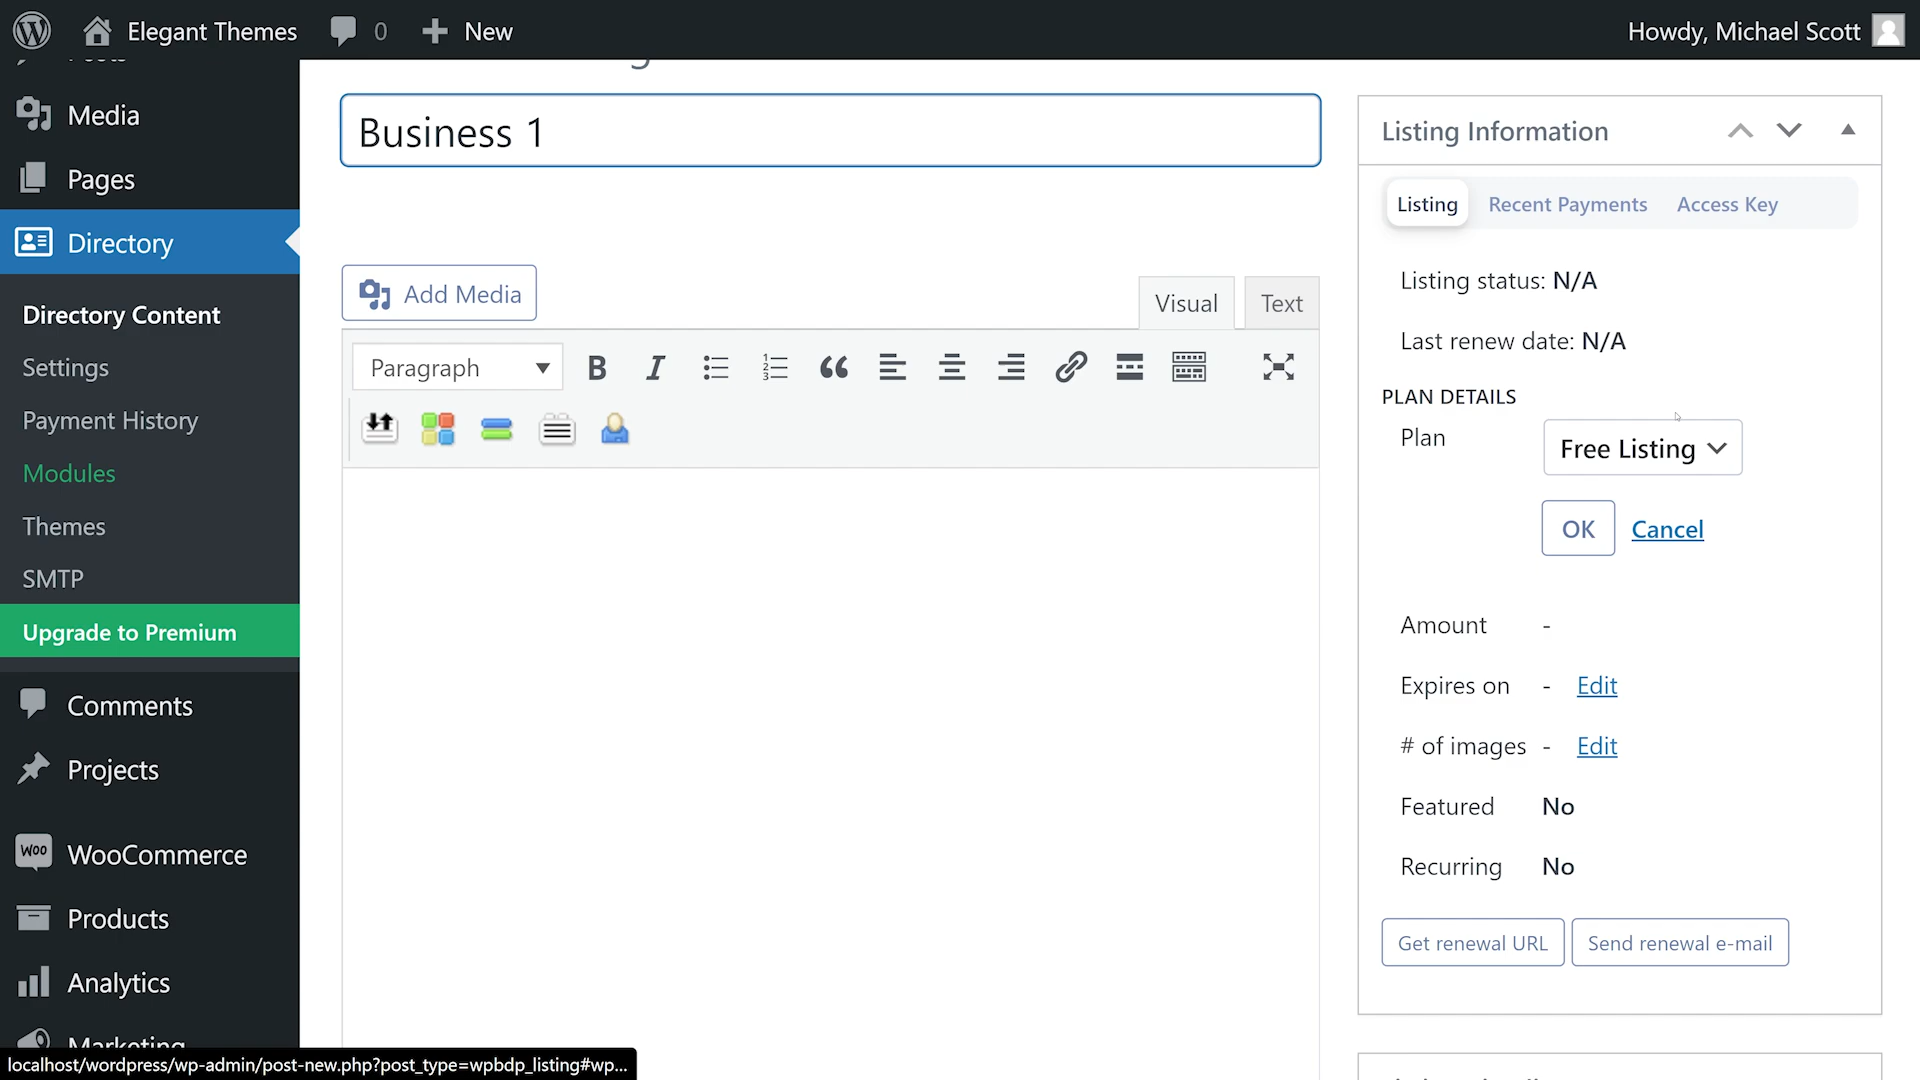 Elegant Themes
0
New
Howdy, Michael Scott
Media
Pages
Directory
Directory Content
Settings
Payment History
Modules
Themes
SMTP
Upgrade to Premium
Comments
Projects
WOO
WooCommerce
Products
Analytics
Marketing
localhost/wordpress/wp-admin/post-new.php?post_type=wpbdp_listing#wp...
Business 1
Add Media
Visual
Text
Paragraph
Listing Information
Listing
Recent Payments
Access Key
Listing status: N/A
Last renew date: N/A
PLAN DETAILS
Plan
Free Listing
OK
Cancel
Amount -
Expires on - Edit
# of images - Edit
Featured No
Recurring No
Get renewal URL
Send renewal e-mail